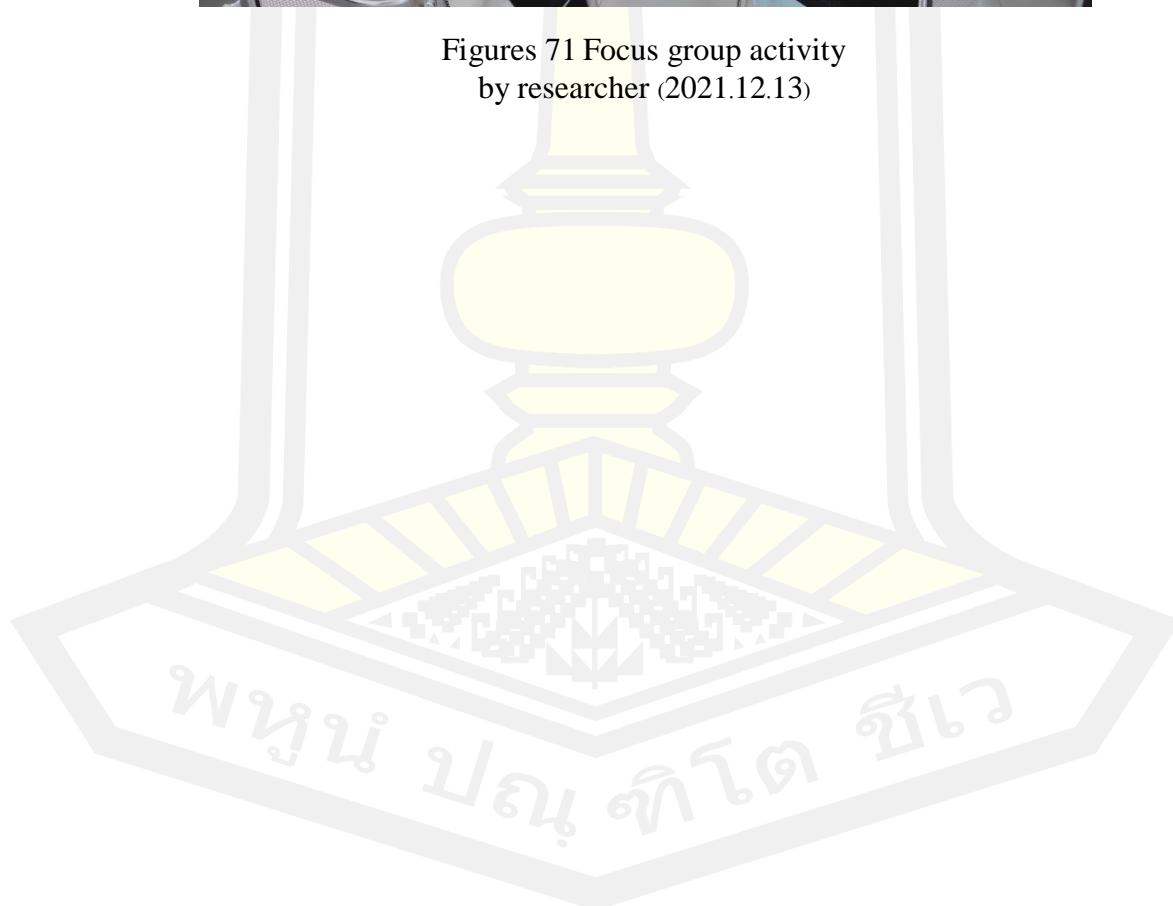 Figures 71 Focus group activity
by researcher (2021.12.13)
พหูนํ ปณฺฑิโต ชีเว